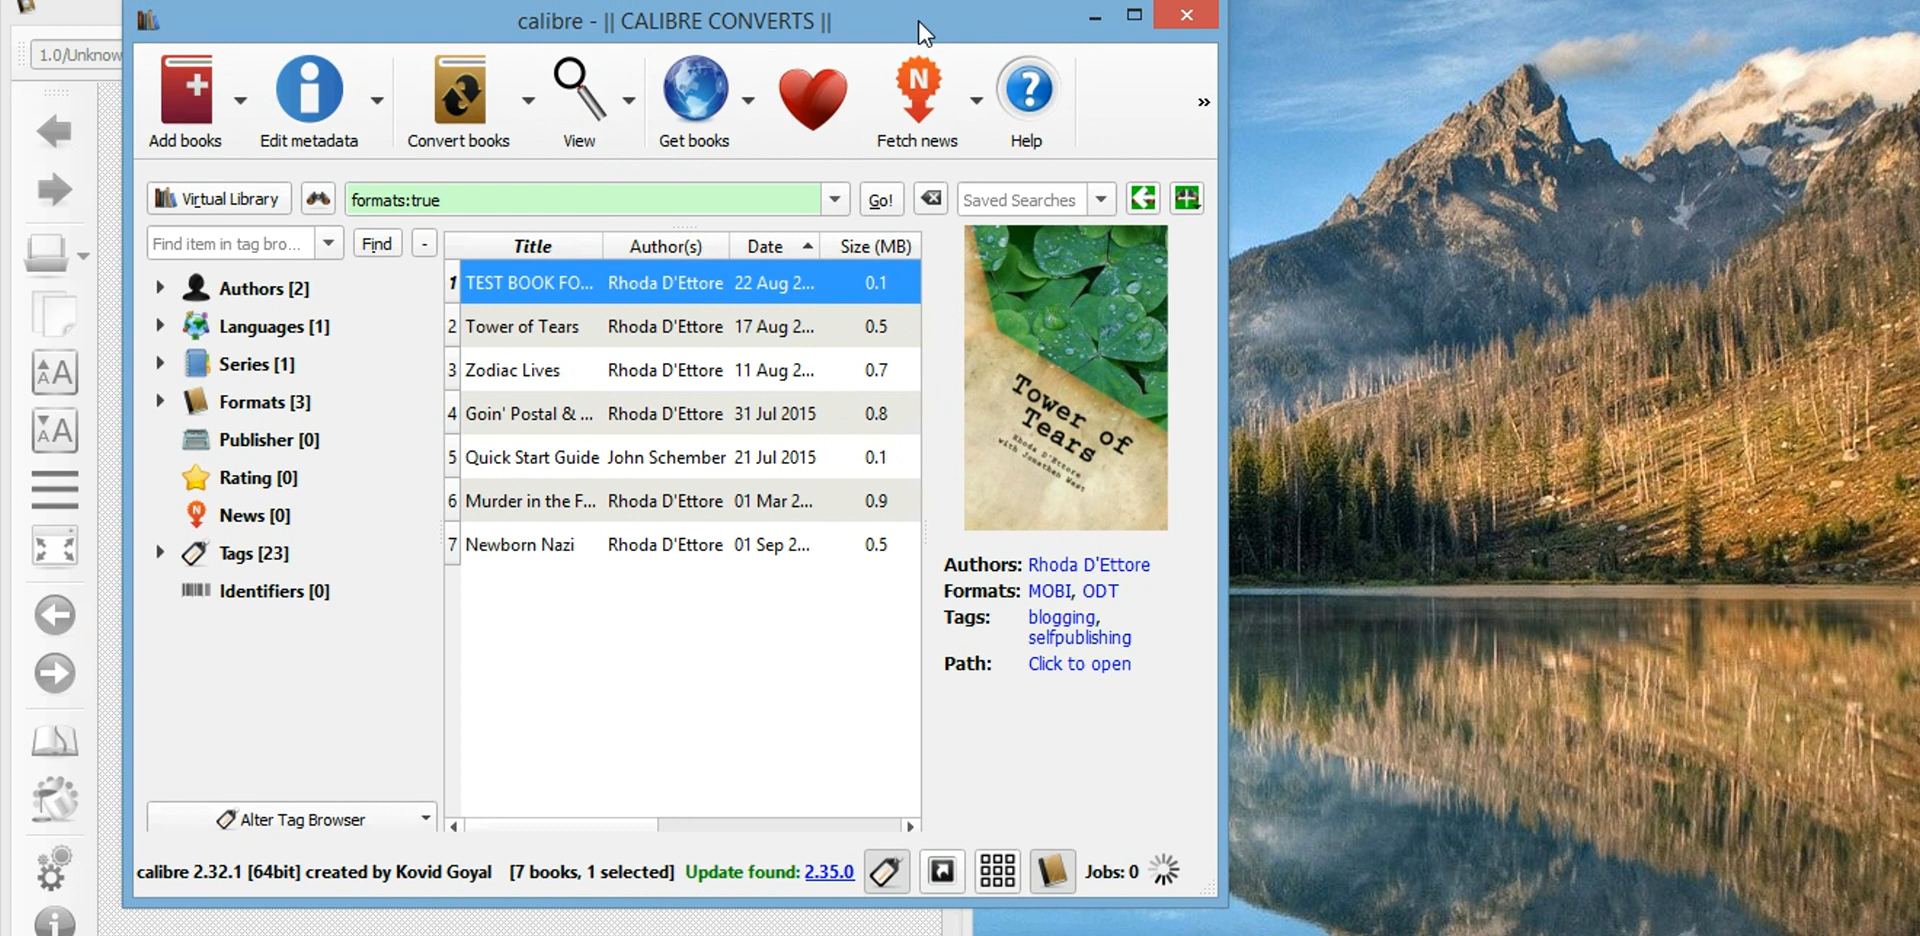 calibre - || CALIBRE CONVERTS ||
1.0/Unknow
Add books
Edit metadata
Convert books
View
Get books
N
Fetch news
?
Help
»
Virtual Library
formats:true
Go!
Saved Searches
Find item in tag bro...
Find
-
Title Author(s) Date Size (MB)
1 TEST BOOK FO... Rhoda D'Ettore 22 Aug 2... 0.1
2 Tower of Tears Rhoda D'Ettore 17 Aug 2... 0.5
3 Zodiac Lives Rhoda D'Ettore 11 Aug 2... 0.7
4 Goin' Postal & ... Rhoda D'Ettore 31 Jul 2015 0.8
5 Quick Start Guide John Schember 21 Jul 2015 0.1
6 Murder in the F... Rhoda D'Ettore 01 Mar 2... 0.9
7 Newborn Nazi Rhoda D'Ettore 01 Sep 2... 0.5
Authors [2]
Languages [1]
Series [1]
Formats [3]
Publisher [0]
Rating [0]
News [0]
Tags [23]
Identifiers [0]
Alter Tag Browser
Tower of
Tears
Rhoda D'Ettore
with Jonathan West
Authors: Rhoda D'Ettore
Formats: MOBI, ODT
Tags: blogging,
selfpublishing
Path: Click to open
A A
A A
calibre 2.32.1 [64bit] created by Kovid Goyal [7 books, 1 selected] Update found: 2.35.0 Jobs: 0